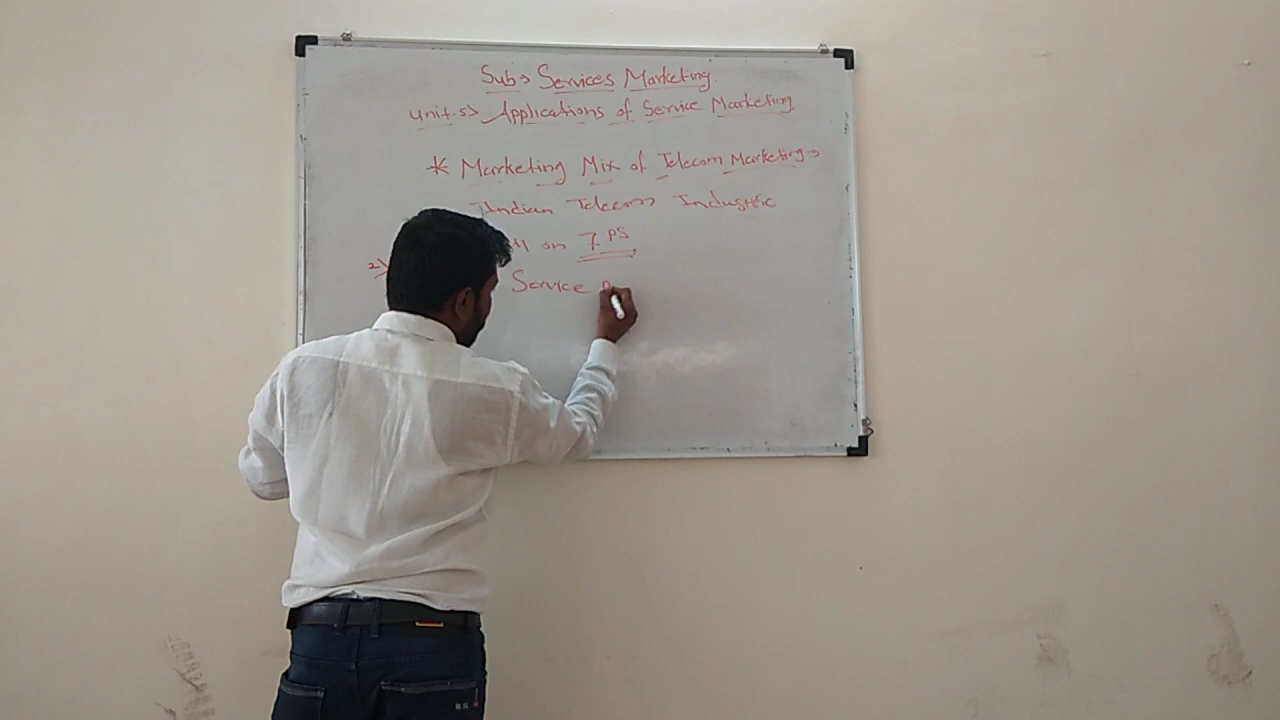 Sub → Services Marketing
Unit.5> Applications of Service Marketing
* Marketing Mix of Telecom Marketing →
Indian Telecom
on 7 PS
2>
Service